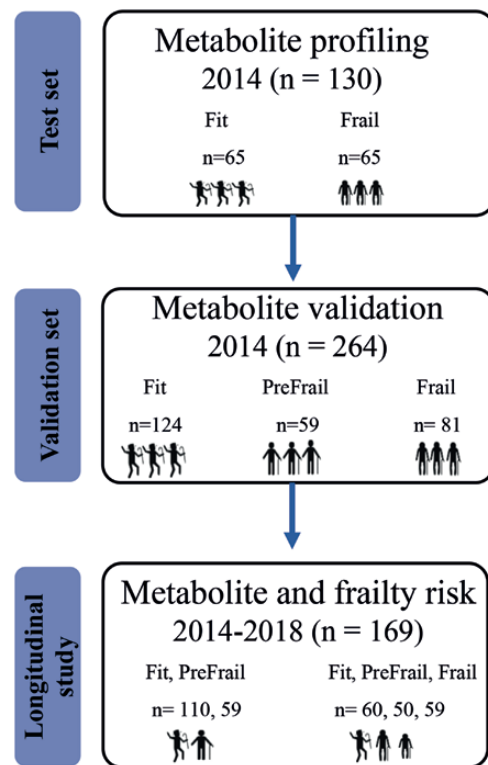 Test set
Metabolite profiling
2014 (n = 130)
Fit Frail
n=65 n=65
Validation set
Metabolite validation
2014 (n = 264)
Fit PreFrail Frail
n=124 n=59 n= 81
Longitudinal
study
Metabolite and frailty risk
2014-2018 (n = 169)
Fit, PreFrail Fit, PreFrail, Frail
n= 110, 59 n= 60, 50, 59